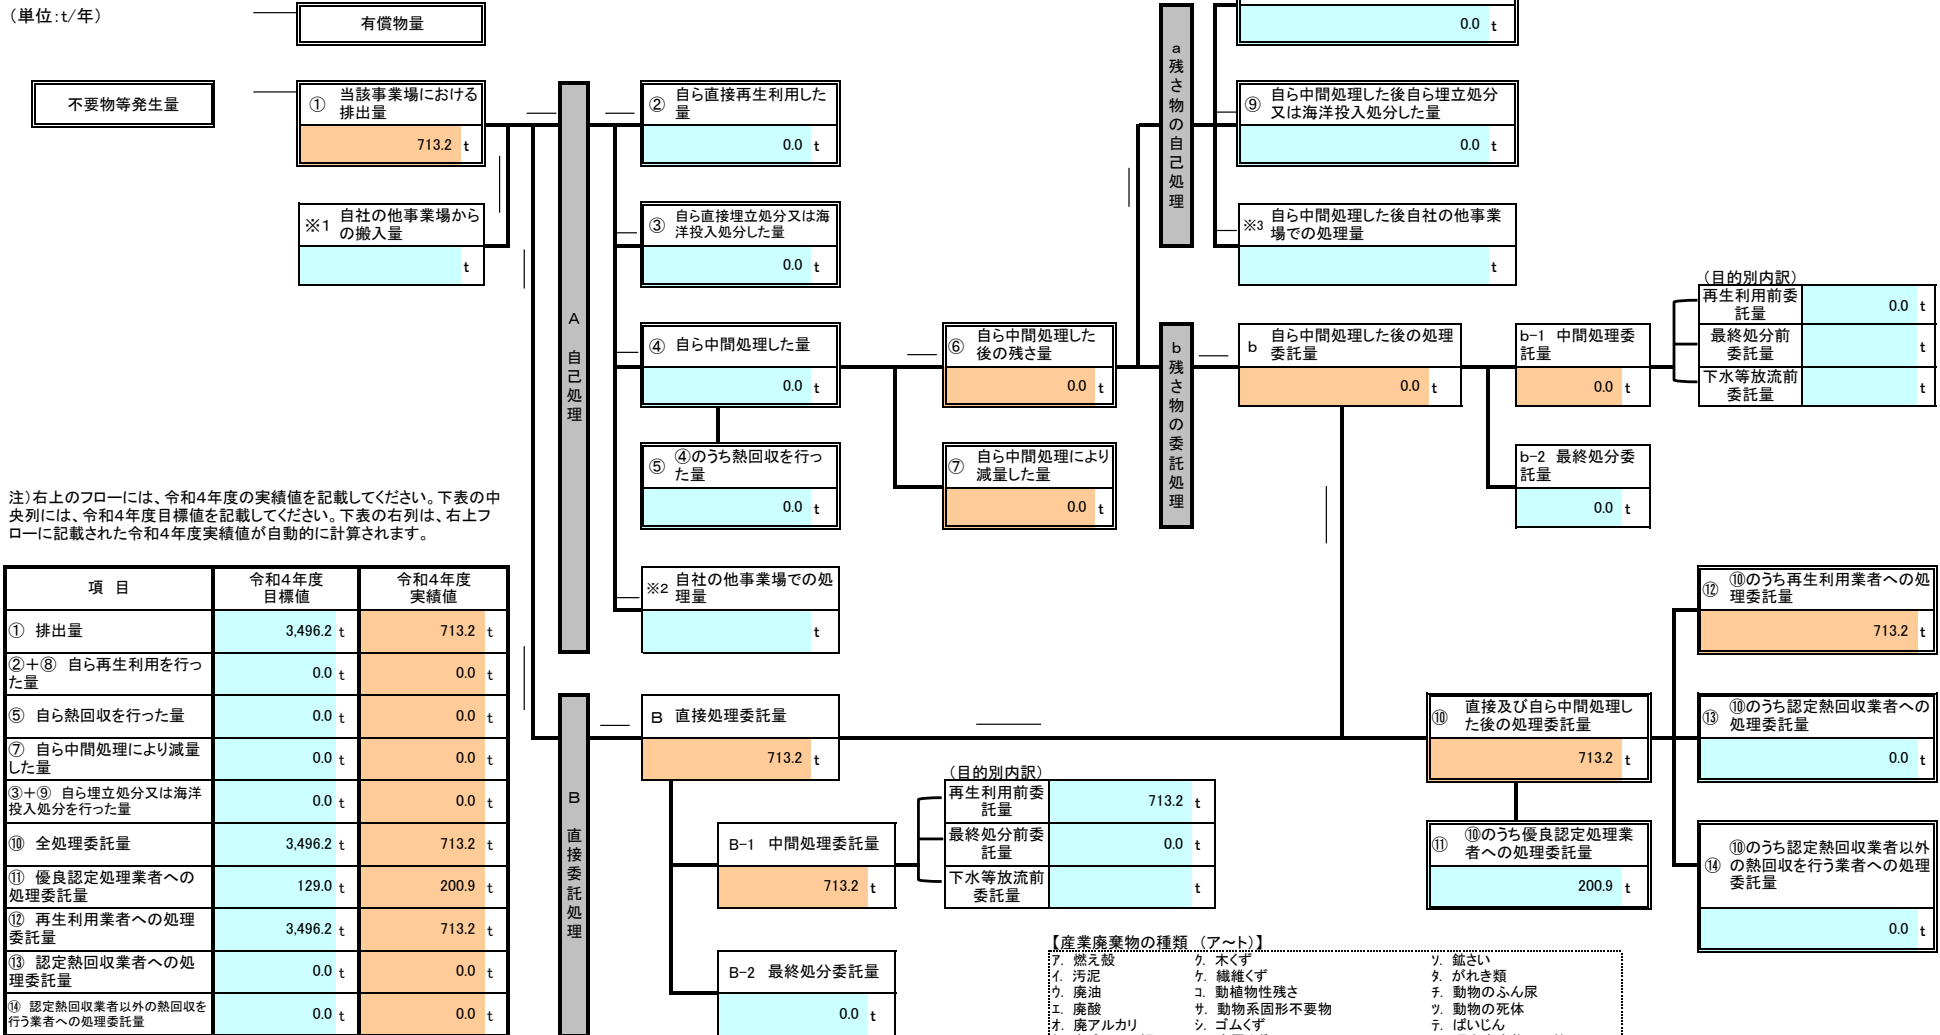 (単位:t/年)
有償物量
不要物等発生量
① 当該事業場における
排出量
713.2 t
※1 自社の他事業場から
の搬入量
t
A 自己処理
② 自ら直接再生利用した
量
0.0 t
③ 自ら直接埋立処分又は海
洋投入処分した量
0.0 t
④ 自ら中間処理した量
0.0 t
⑤ ④のうち熱回収を行っ
た量
0.0 t
※2 自社の他事業場での処
理量
t
⑥ 自ら中間処理した
後の残さ量
0.0 t
⑦ 自ら中間処理により
減量した量
0.0 t
a 残さ物の自己処理
0.0 t
⑨ 自ら中間処理した後自ら埋立処分
又は海洋投入処分した量
0.0 t
※3 自ら中間処理した後自社の他事業
場での処理量
t
b 残さ物の委託処理
b 自ら中間処理した後の処理
委託量
0.0 t
b-1 中間処理委
託量
0.0 t
b-2 最終処分委
託量
0.0 t
(目的別内訳)
再生利用前委
託量
0.0 t
最終処分前
委託量
t
下水等放流前
委託量
t
注)右上のフローには、令和4年度の実績値を記載してください。下表の中
央列には、令和4年度目標値を記載してください。下表の右列は、右上フ
ローに記載された令和4年度実績値が自動的に計算されます。
項 目 令和4年度
目標値 令和4年度
実績値
① 排出量 3,496.2 t 713.2 t
②+⑧ 自ら再生利用を行っ
た量 0.0 t 0.0 t
⑤ 自ら熱回収を行った量 0.0 t 0.0 t
⑦ 自ら中間処理により減量
した量 0.0 t 0.0 t
③+⑨ 自ら埋立処分又は海洋
投入処分を行った量 0.0 t 0.0 t
⑩ 全処理委託量 3,496.2 t 713.2 t
⑪ 優良認定処理業者への
処理委託量 129.0 t 200.9 t
⑫ 再生利用業者への処理
委託量 3,496.2 t 713.2 t
⑬ 認定熱回収業者への処
理委託量 0.0 t 0.0 t
⑭ 認定熱回収業者以外の熱回収を
行う業者への処理委託量 0.0 t 0.0 t
B 直接委託処理
B 直接処理委託量
713.2 t
B-1 中間処理委託量
713.2 t
B-2 最終処分委託量
0.0 t
(目的別内訳)
再生利用前委
託量
713.2 t
最終処分前委
託量
0.0 t
下水等放流前
委託量
t
⑩ 直接及び自ら中間処理し
た後の処理委託量
713.2 t
⑪ ⑩のうち優良認定処理業
者への処理委託量
200.9 t
⑫ ⑩のうち再生利用業者への処
理委託量
713.2 t
⑬ ⑩のうち認定熱回収業者への
処理委託量
0.0 t
⑭ ⑩のうち認定熱回収業者以外
の熱回収を行う業者への処理
委託量
0.0 t
【産業廃棄物の種類 (ア～ト)】
ア. 燃え殻 ク. 木くず ソ. 鉱さい
イ. 汚泥 ケ. 繊維くず タ. がれき類
ウ. 廃油 コ. 動植物性残さ チ. 動物のふん尿
エ. 廃酸 サ. 動物系固形不要物 ツ. 動物の死体
オ. 廃アルカリ シ. ゴムくず テ. ばいじん